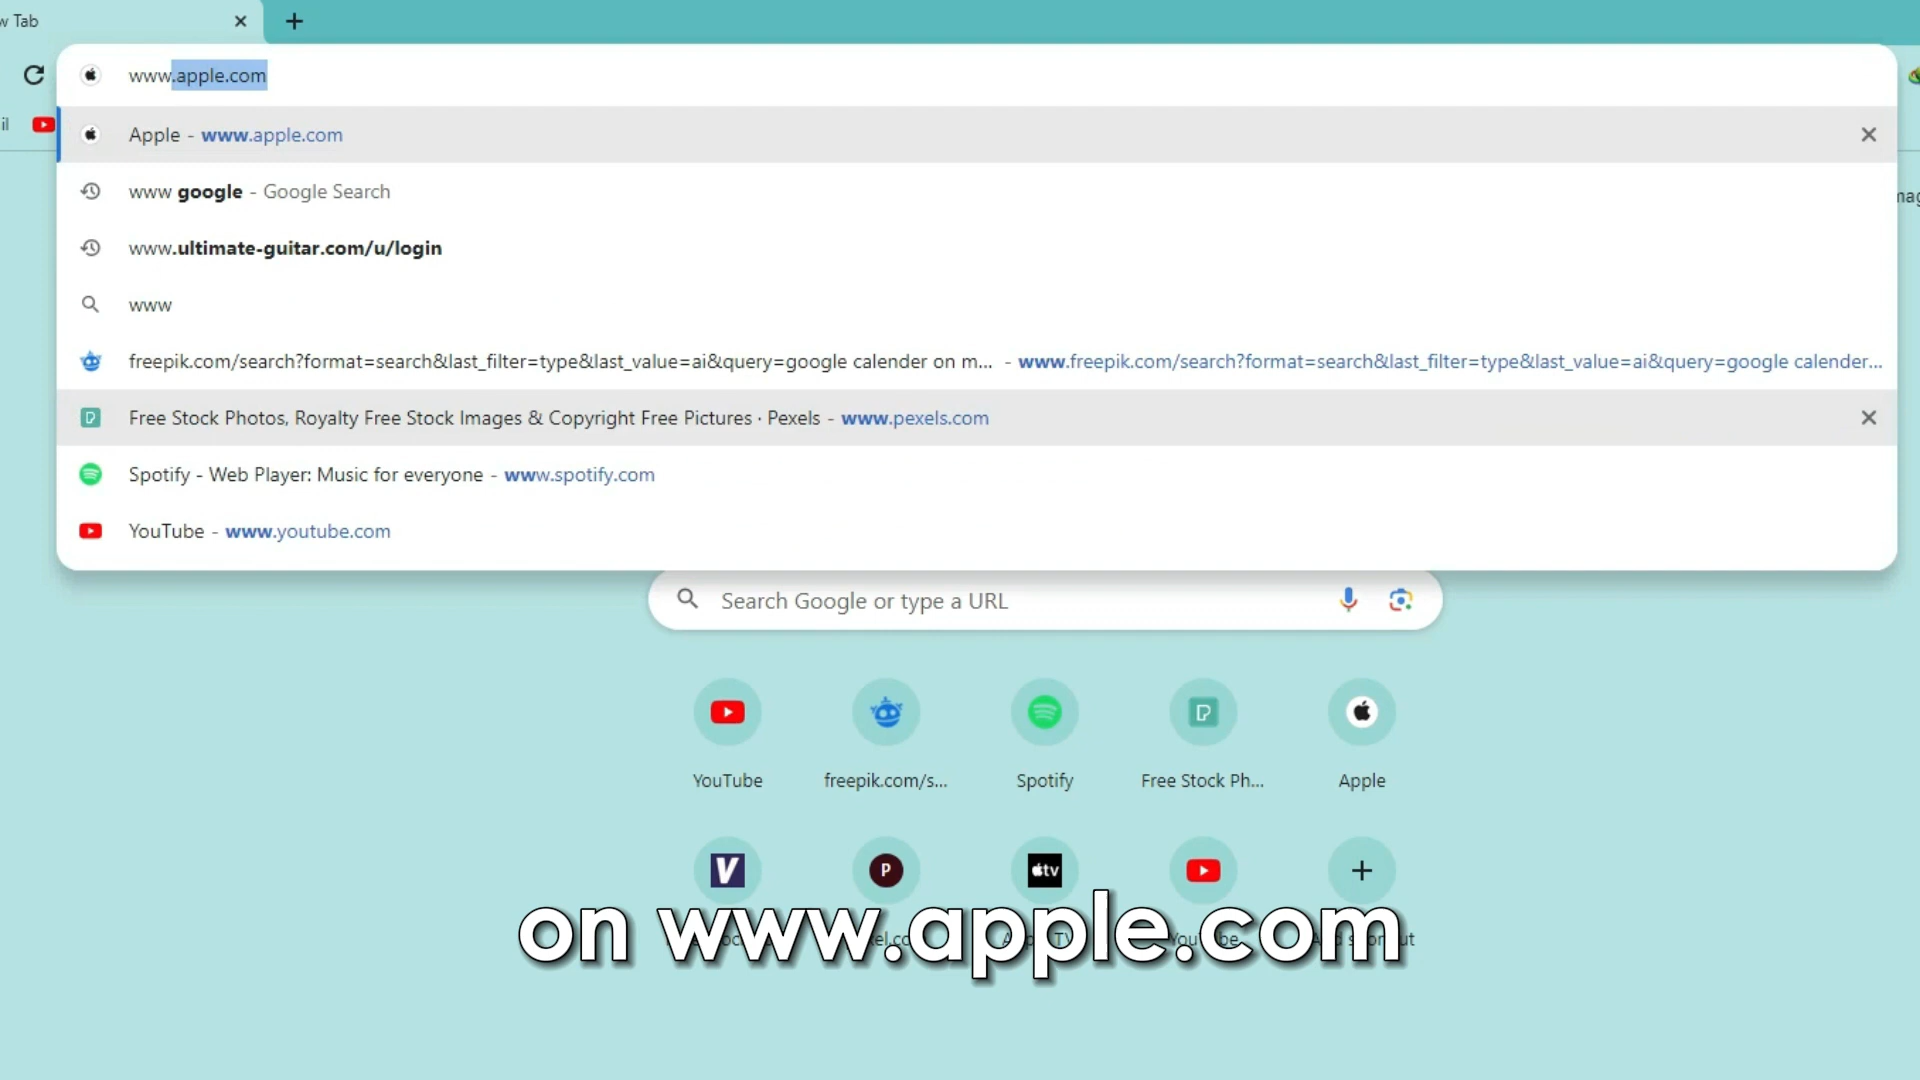 w Tab
www.apple.com
il
Apple - www.apple.com
www google - Google Search
mag
www.ultimate-guitar.com/u/login
www
freepik.com/search?format=search&last_filter=type&last_value=ai&query=google calender on m... - www.freepik.com/search?format=search&last_filter=type&last_value=ai&query=google calender...
Free Stock Photos, Royalty Free Stock Images & Copyright Free Pictures · Pexels - www.pexels.com
Spotify - Web Player: Music for everyone - www.spotify.com
YouTube - www.youtube.com
Search Google or type a URL
YouTube freepik.com/s... Spotify Free Stock Ph... Apple
V P tv
on www.apple.com